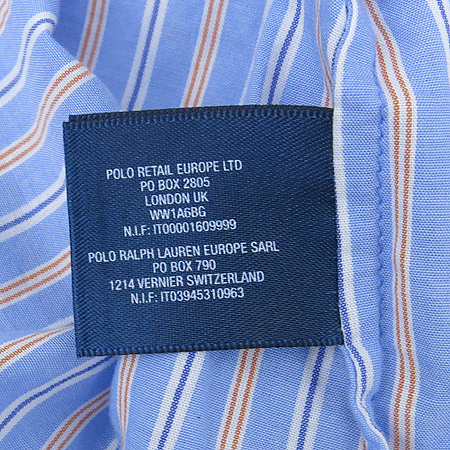 POLO RETAIL EUROPE LTD
PO BOX 2805
LONDON UK
WW1A6BG
N.I.F: IT00001609999
POLO RALPH LAUREN EUROPE SARL
PO BOX 790
1214 VERNIER SWITZERLAND
N.I.F: IT03945310963